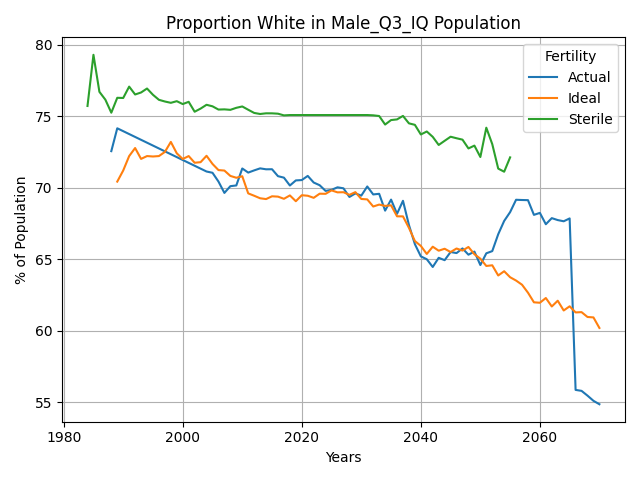 Proportion White in Male_Q3_IQ Population
Fertility
Actual
Ideal
Sterile
% of Population
80
75
70
65
60
55
1980
2000
2020
2040
2060
Years